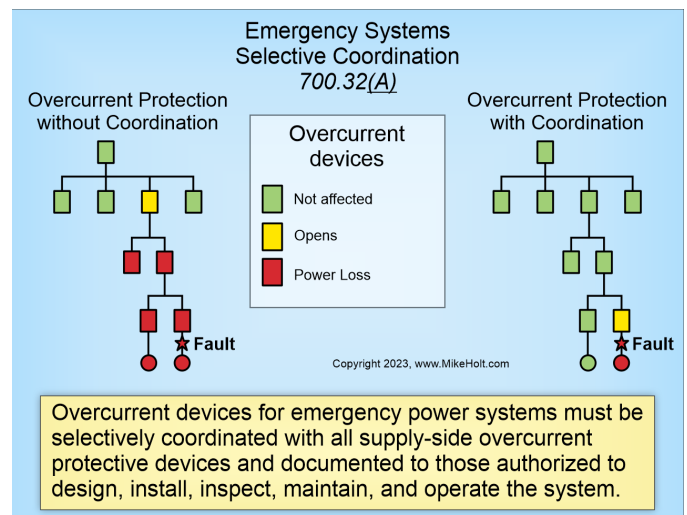 Emergency Systems
Selective Coordination
700.32(A)
Overcurrent Protection
without Coordination
Overcurrent
devices
Not affected
Opens
Power Loss
Overcurrent Protection
with Coordination
Fault
Fault
Copyright 2023, www.MikeHolt.com
Overcurrent devices for emergency power systems must be
selectively coordinated with all supply-side overcurrent
protective devices and documented to those authorized to
design, install, inspect, maintain, and operate the system.